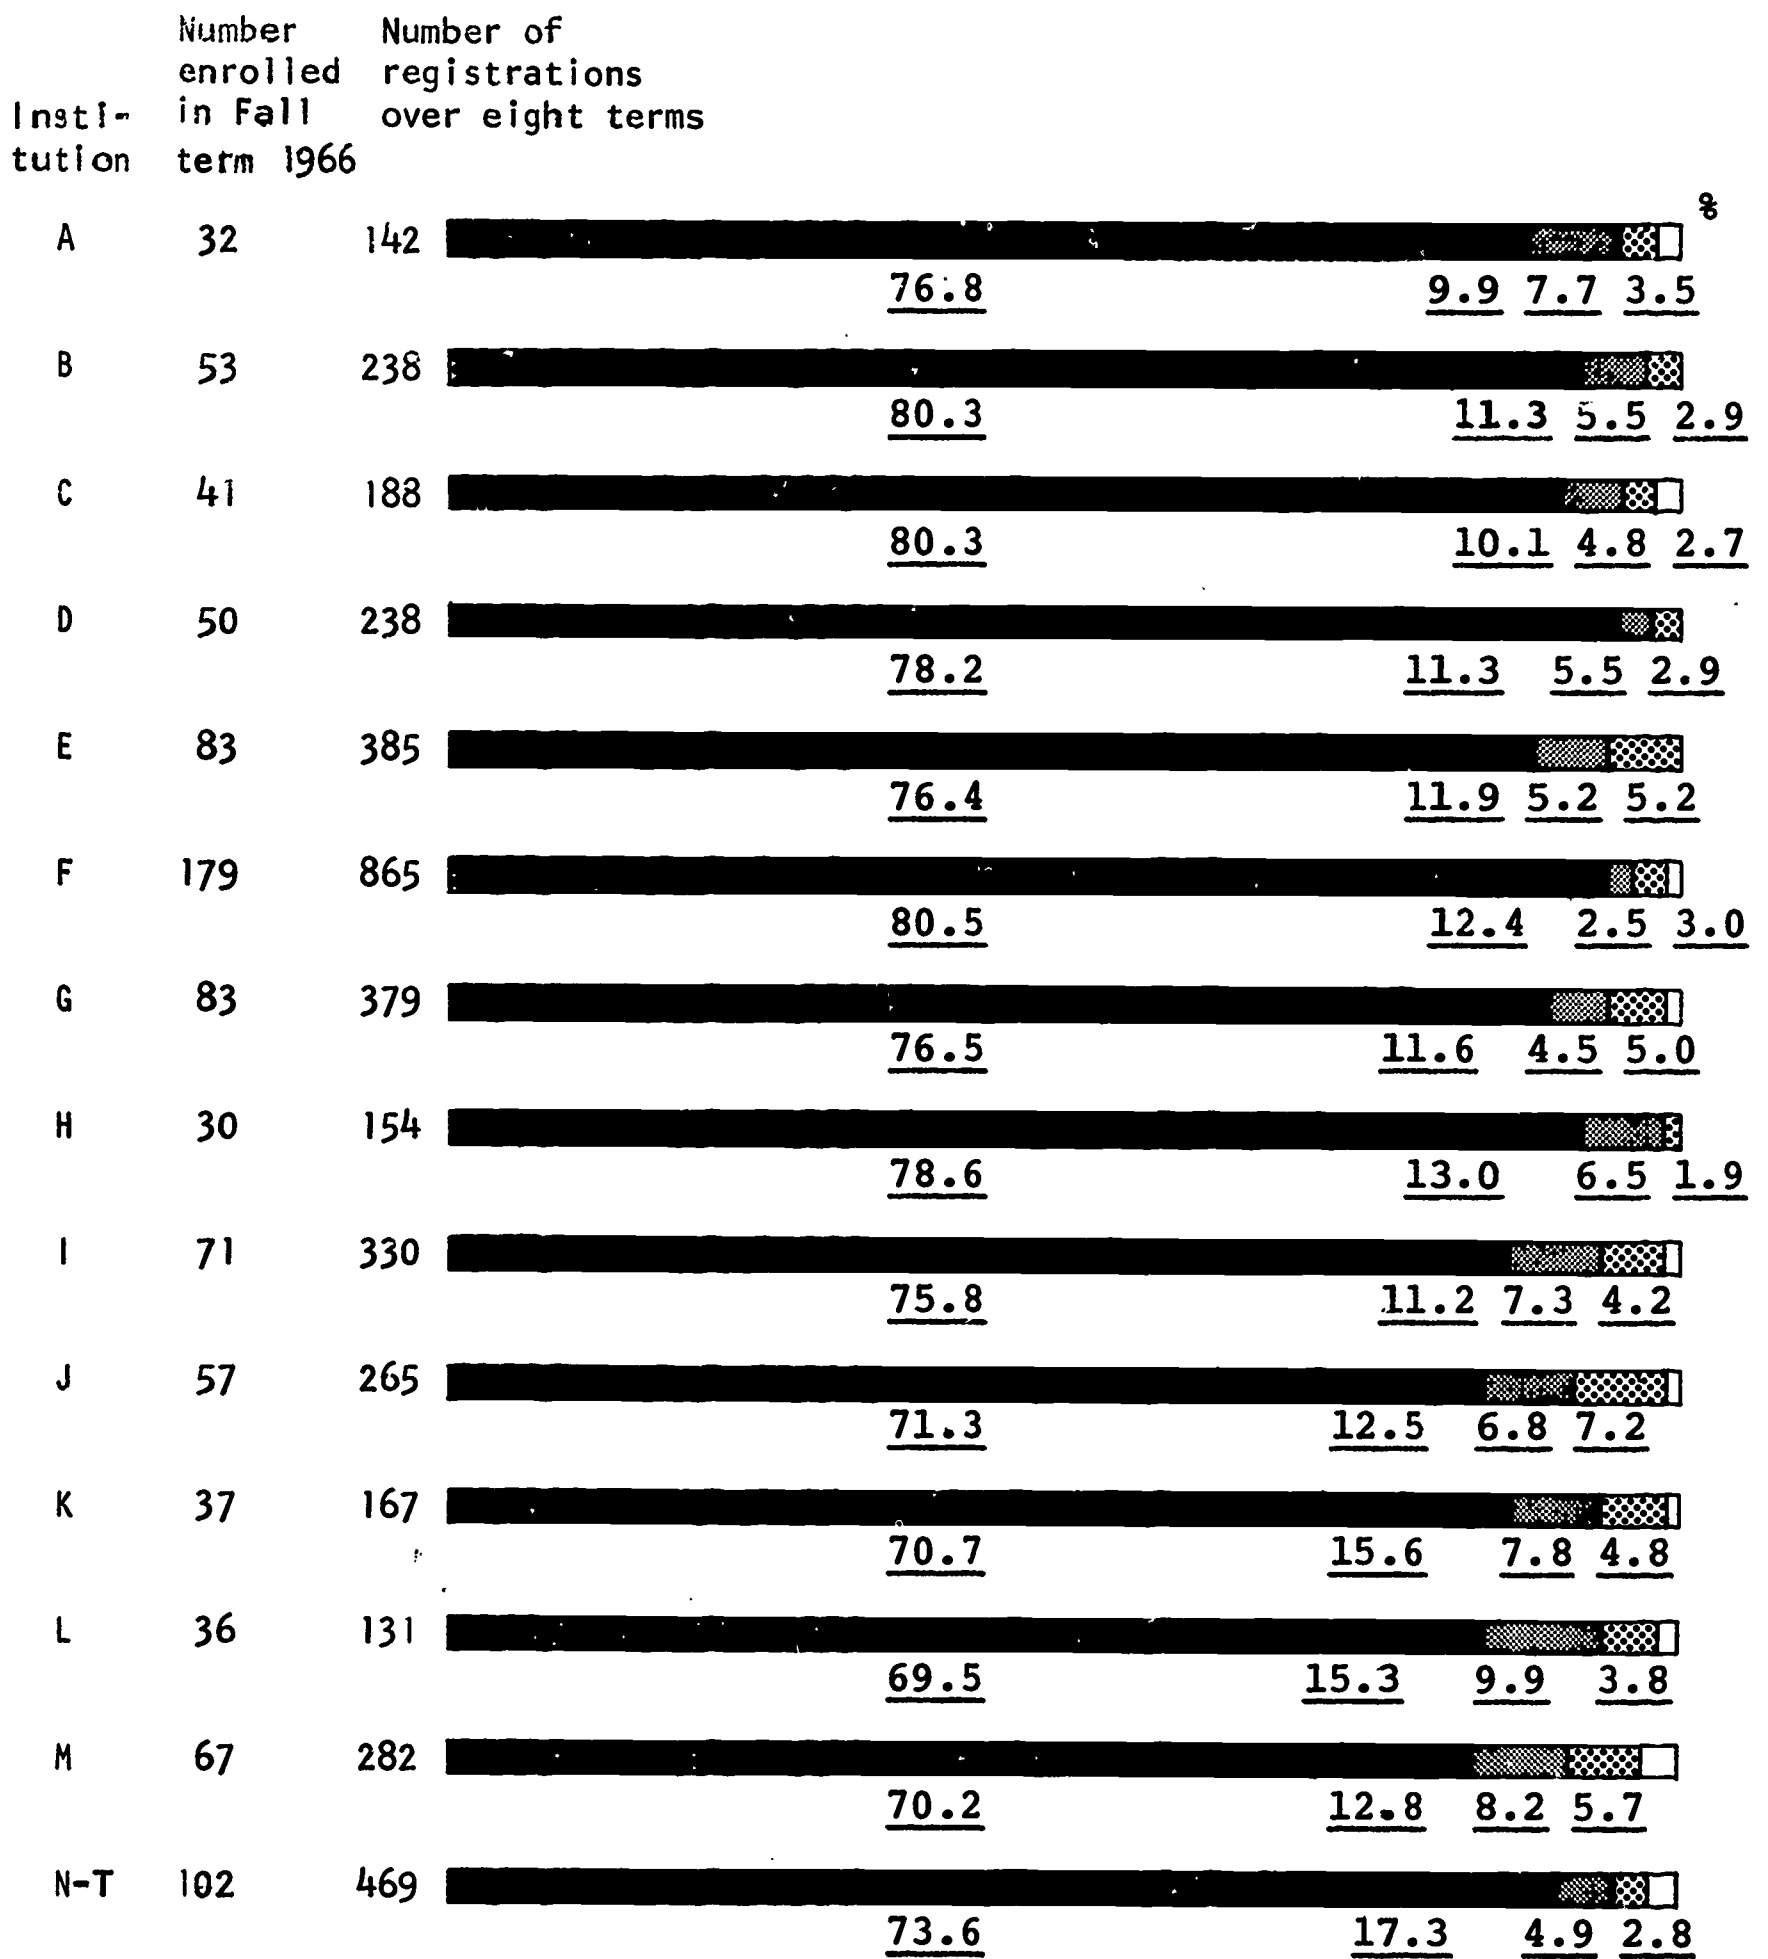 Number Number of
enrolled registrations
Insti- in Fall over eight terms
tution term 1966
%
A 32 142
76.8 9.9 7.7 3.5
B 53 238
80.3 11.3 5.5 2.9
C 41 188
80.3 10.1 4.8 2.7
D 50 238
78.2 11.3 5.5 2.9
E 83 385
76.4 11.9 5.2 5.2
F 179 865
80.5 12.4 2.5 3.0
G 83 379
76.5 11.6 4.5 5.0
H 30 154
78.6 13.0 6.5 1.9
I 71 330
75.8 11.2 7.3 4.2
J 57 265
71.3 12.5 6.8 7.2
K 37 167
70.7 15.6 7.8 4.8
L 36 131
69.5 15.3 9.9 3.8
M 67 282
70.2 12.8 8.2 5.7
N-T 102 469
73.6 17.3 4.9 2.8